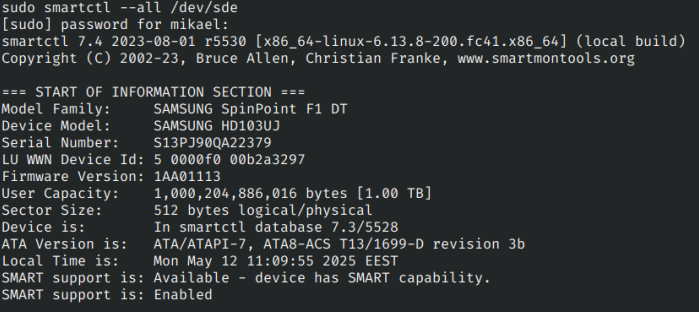 sudo smartctl --all /dev/sde
[sudo] password for mikael:
smartctl 7.4 2023-08-01 r5530 [x86_64-linux-6.13.8-200.fc41.x86_64] (local build)
Copyright (C) 2002-23, Bruce Allen, Christian Franke, www.smartmontools.org

=== START OF INFORMATION SECTION ===
Model Family:     SAMSUNG SpinPoint F1 DT
Device Model:     SAMSUNG HD103UJ
Serial Number:    S13PJ90QA22379
LU WWN Device Id: 5 0000f0 00b2a3297
Firmware Version: 1AA01113
User Capacity:    1,000,204,886,016 bytes [1.00 TB]
Sector Size:      512 bytes logical/physical
Device is:        In smartctl database 7.3/5528
ATA Version is:   ATA/ATAPI-7, ATA8-ACS T13/1699-D revision 3b
Local Time is:    Mon May 12 11:09:55 2025 EEST
SMART support is: Available - device has SMART capability.
SMART support is: Enabled